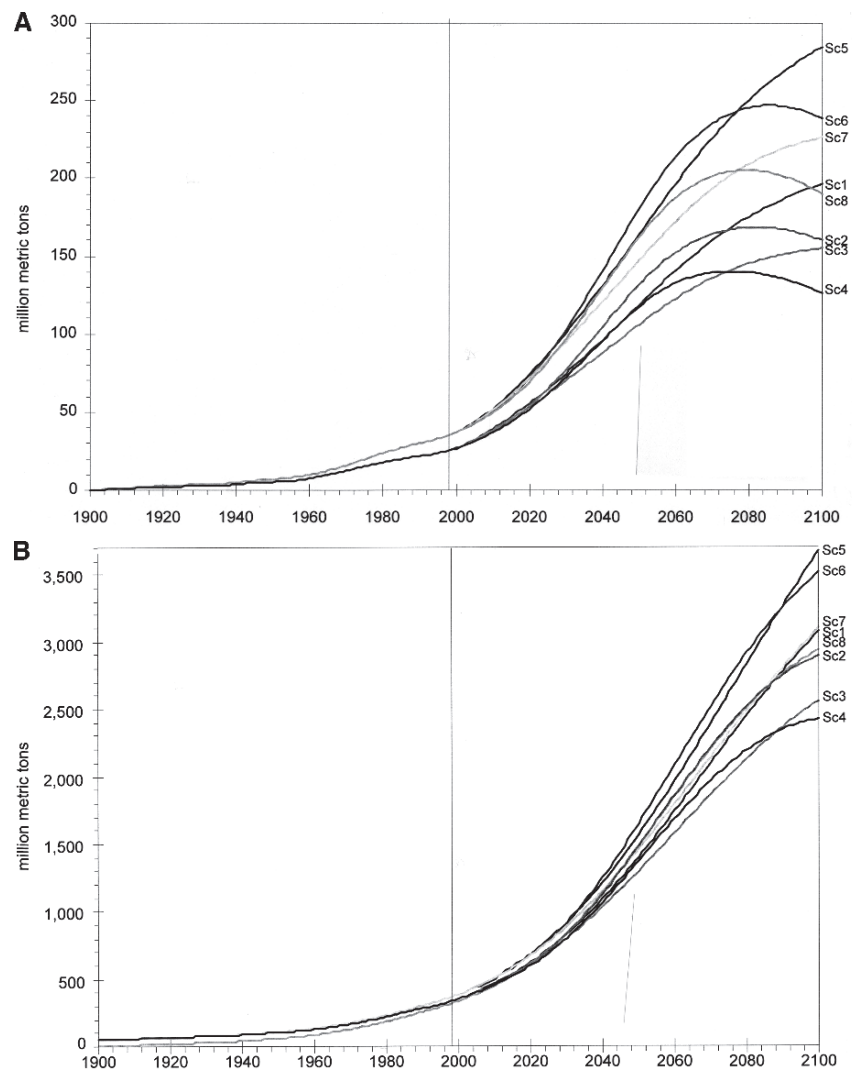 A
300
250
200
150
100
50
0
million metric tons
Sc5
Sc6
Sc7
Sc1
Sc8
Sc2
Sc3
Sc4
1900 1920 1940 1960 1980 2000 2020 2040 2060 2080 2100
B
3,500
3,000
2,500
2,000
1,500
1,000
500
0
million metric tons
Sc5
Sc6
Sc7
Sc1
Sc8
Sc2
Sc3
Sc4
1900 1920 1940 1960 1980 2000 2020 2040 2060 2080 2100